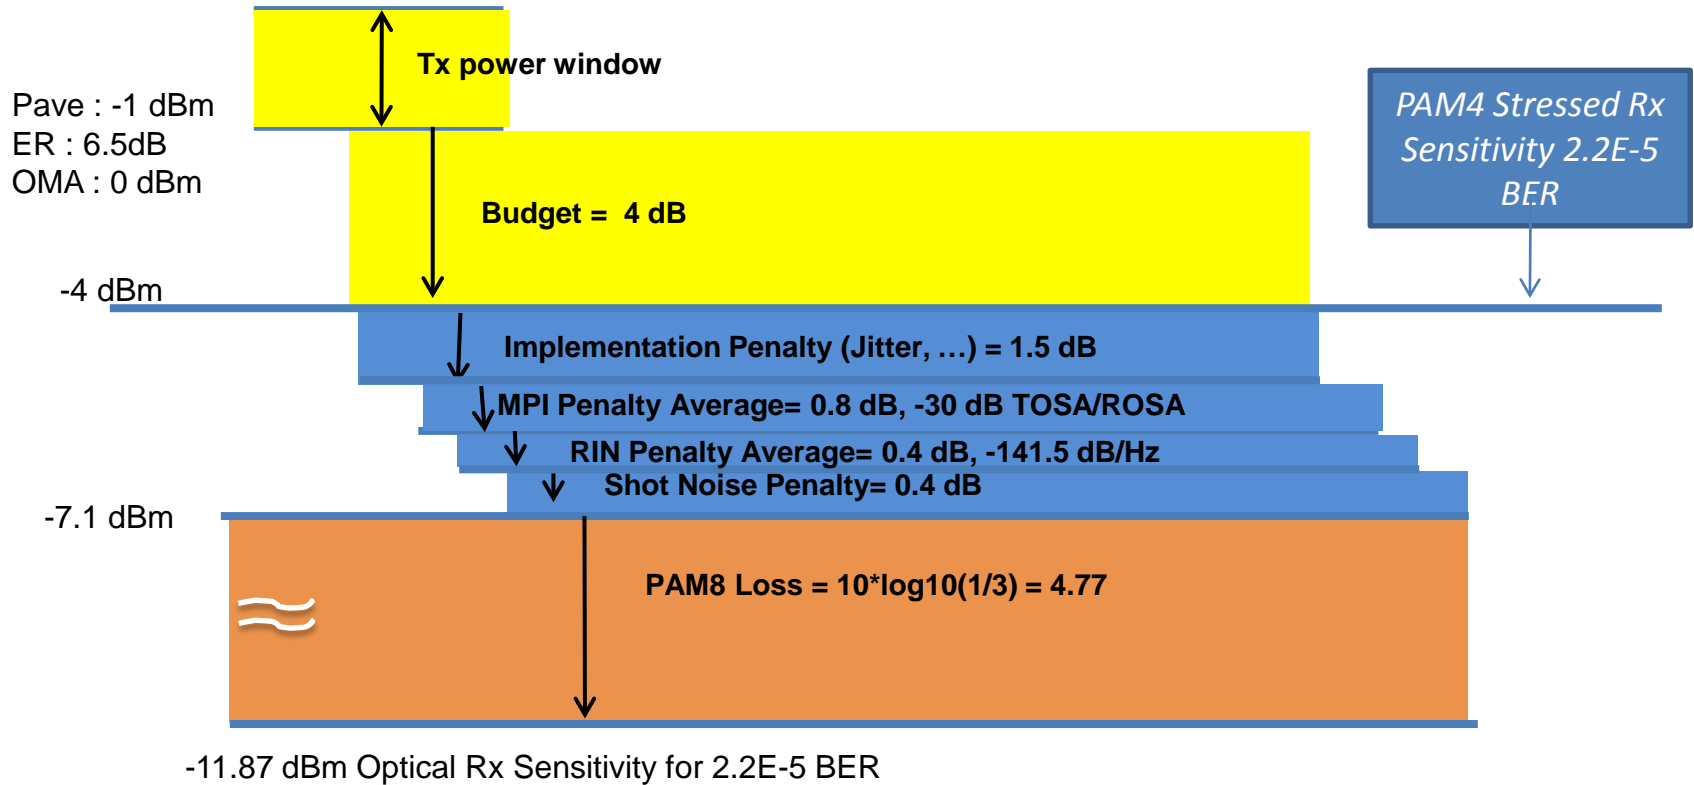 Tx power window
Pave : -1 dBm
ER : 6.5dB
OMA : 0 dBm
PAM4 Stressed Rx
Sensitivity 2.2E-5
BER
Budget =  4 dB
-4 dBm
Implementation Penalty (Jitter, …) = 1.5 dB
MPI Penalty Average= 0.8 dB, -30 dB TOSA/ROSA
RIN Penalty Average= 0.4 dB, -141.5 dB/Hz
Shot Noise Penalty= 0.4 dB
-7.1 dBm
PAM8 Loss = 10*log10(1/3) = 4.77
-11.87 dBm Optical Rx Sensitivity for 2.2E-5 BER